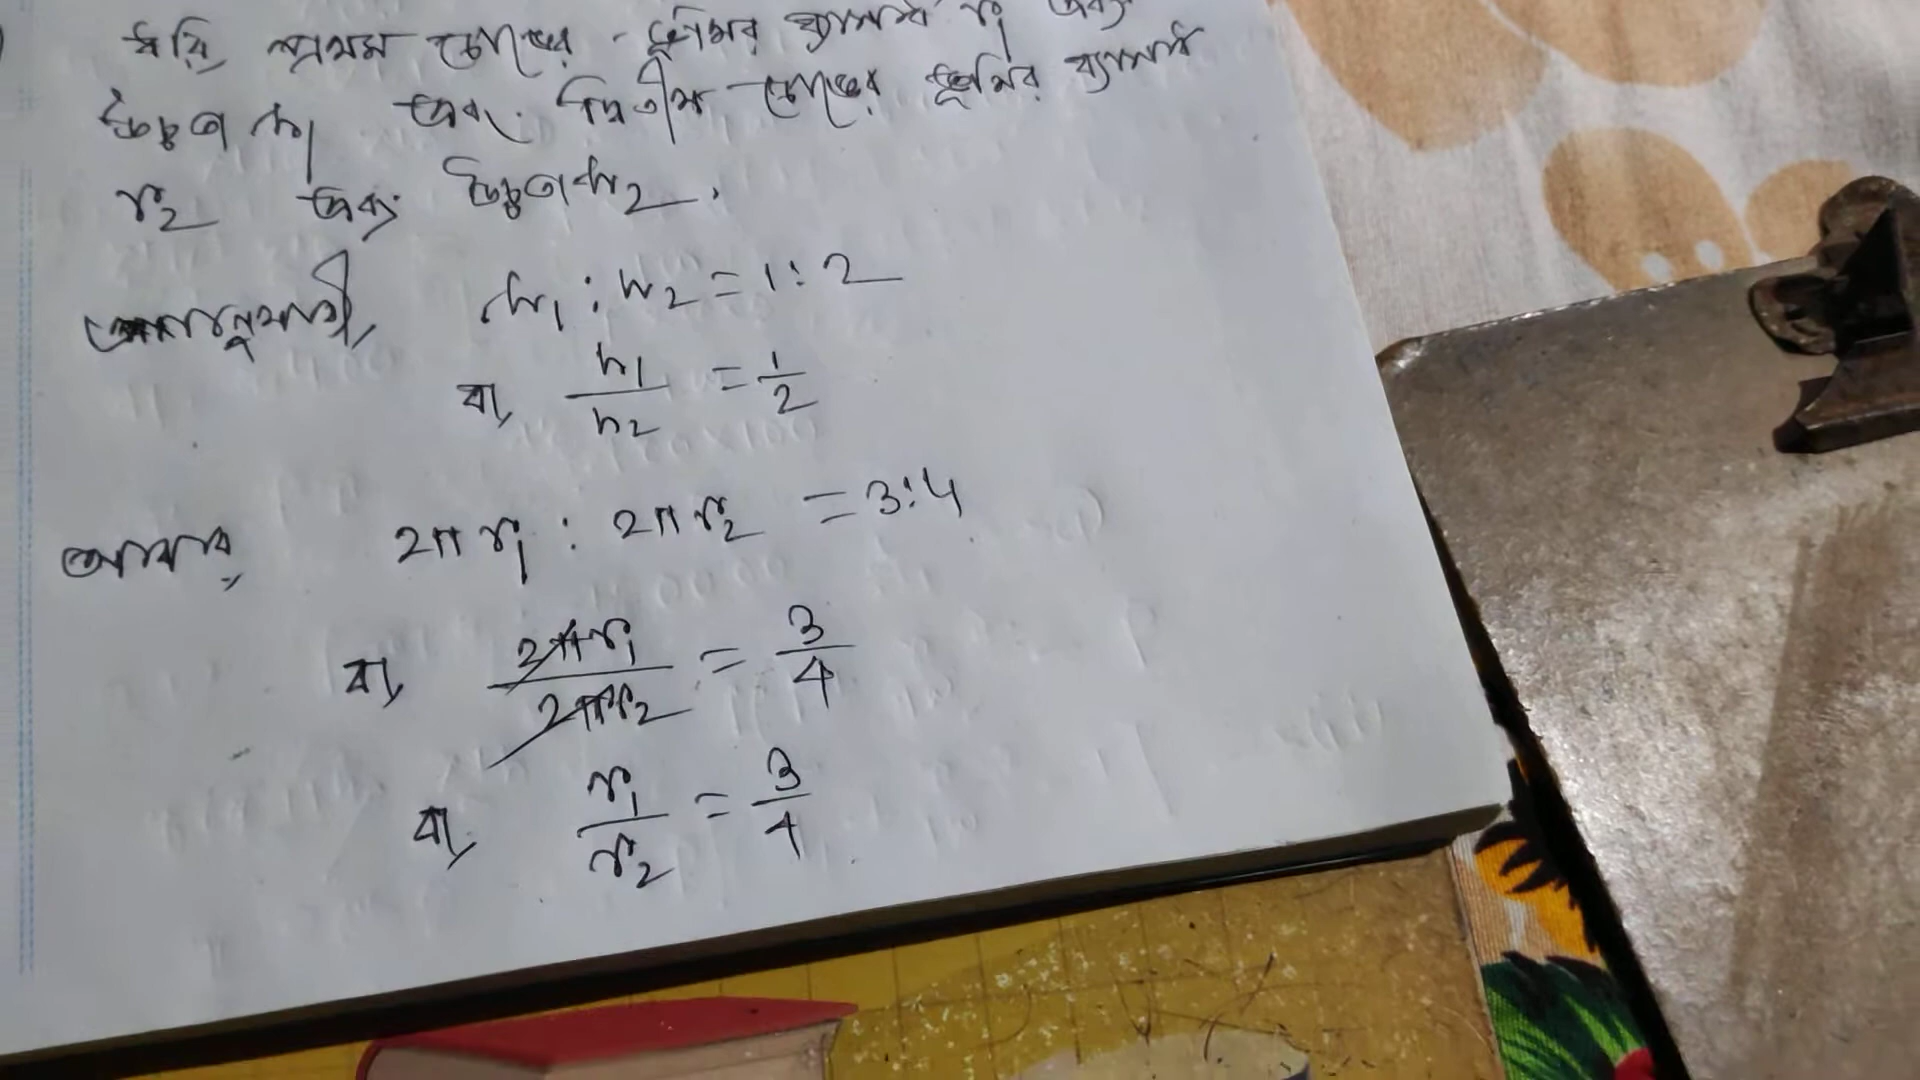 ধরি, প্রথম চোঙের ভূমির ব্যাসার্ধ r₁ এবং
উচ্চতা h₁ এবং দ্বিতীয় চোঙের ভূমির ব্যাসার্ধ
r₂ এবং উচ্চতা h₂.
প্রশ্নানুযায়ী, h₁ : h₂ = 1 : 2
বা, h₁/h₂ = 1/2
আবার, 2πr₁ : 2πr₂ = 3 : 4
বা, 2πr₁/2πr₂ = 3/4
বা, r₁/r₂ = 3/4